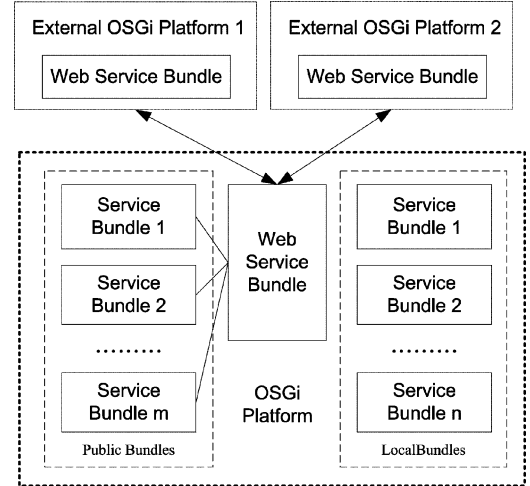 External OSGi Platform 1
Web Service Bundle
External OSGi Platform 2
Web Service Bundle
Service
Bundle 1
Service
Bundle 2
.........
Service
Bundle m
Public Bundles
Web
Service
Bundle
OSGi
Platform
Service
Bundle 1
Service
Bundle 2
.........
Service
Bundle n
LocalBundles